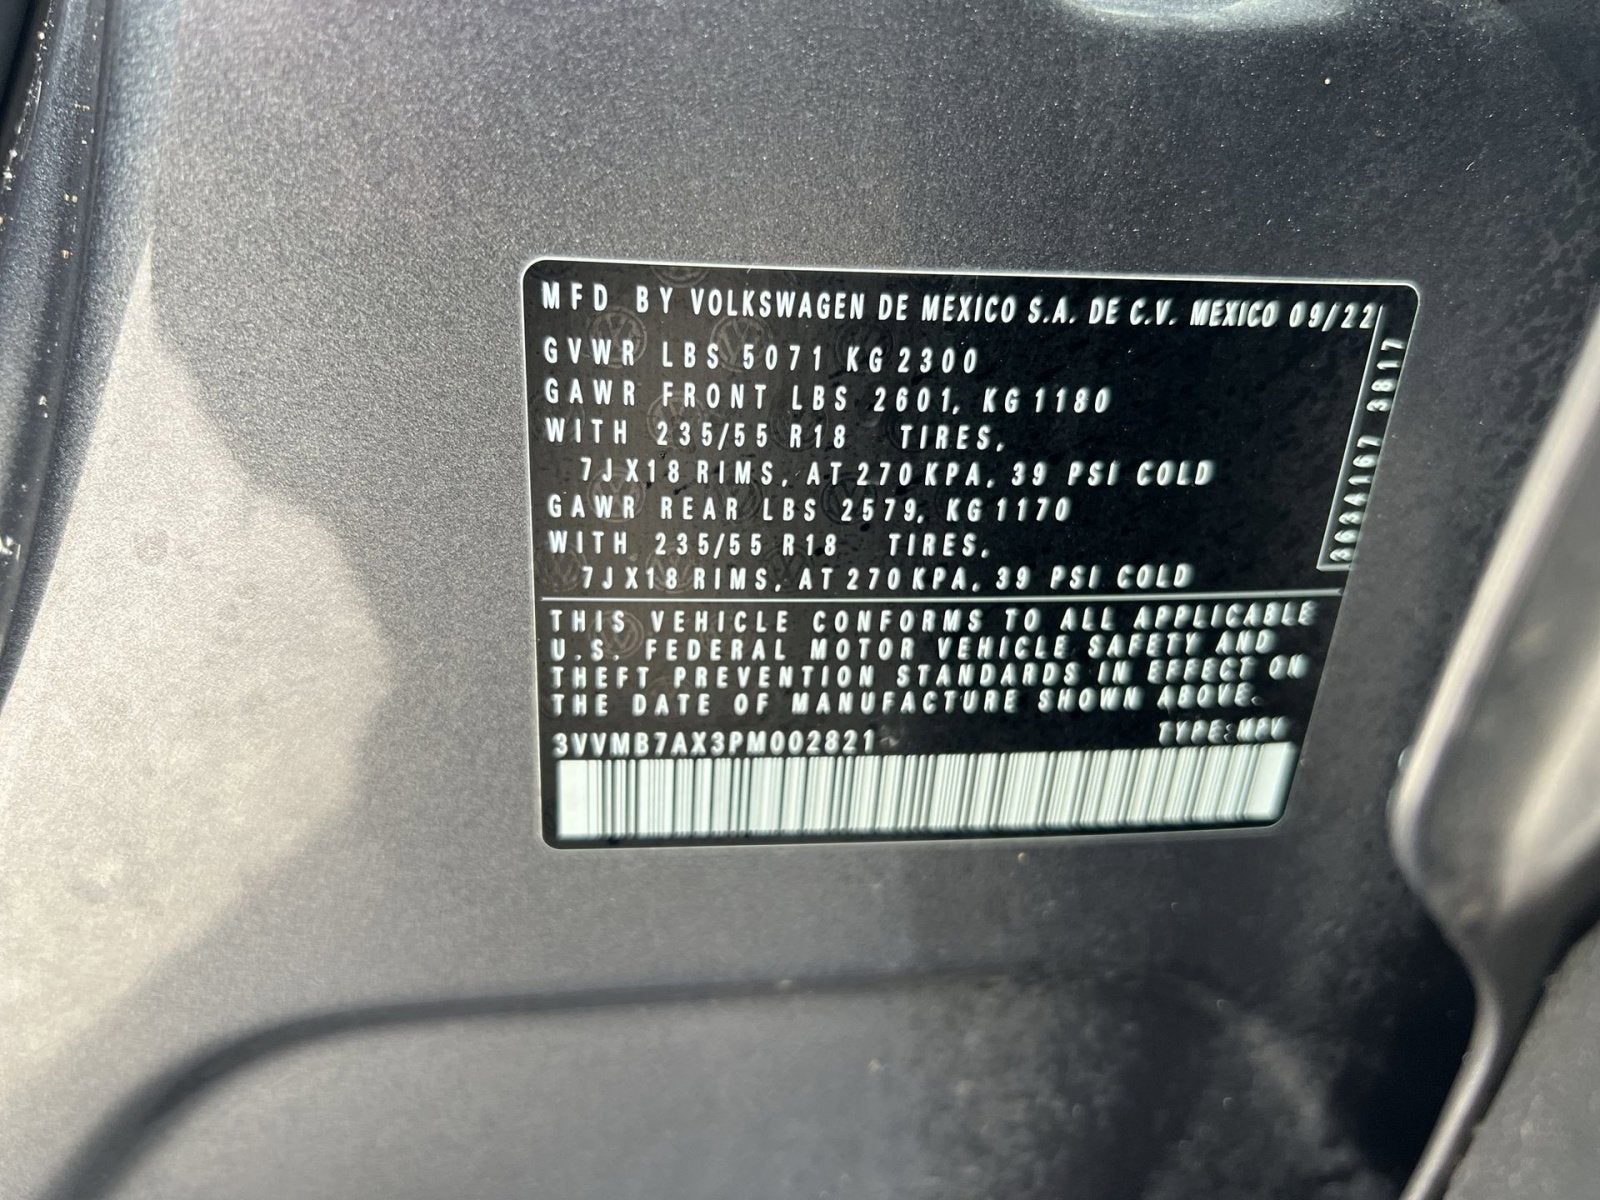 MFD BY VOLKSWAGEN DE MEXICO S.A. DE C.V. MEXICO 09/22
GVWR LBS 5071 KG 2300
GAWR FRONT LBS 2601, KG 1180
WITH 235/55 R18 TIRES,
7JX18 RIMS, AT 270 KPA, 39 PSI COLD
GAWR REAR LBS 2579, KG 1170
WITH 235/55 R18 TIRES,
7JX18 RIMS, AT 270 KPA, 39 PSI COLD
THIS VEHICLE CONFORMS TO ALL APPLICABLE
U.S. FEDERAL MOTOR VEHICLE SAFETY AND
THEFT PREVENTION STANDARDS IN EFFECT ON
THE DATE OF MANUFACTURE SHOWN ABOVE.
3VVMB7AX3PM002821 TYPE: MPV
3G3A167 3817